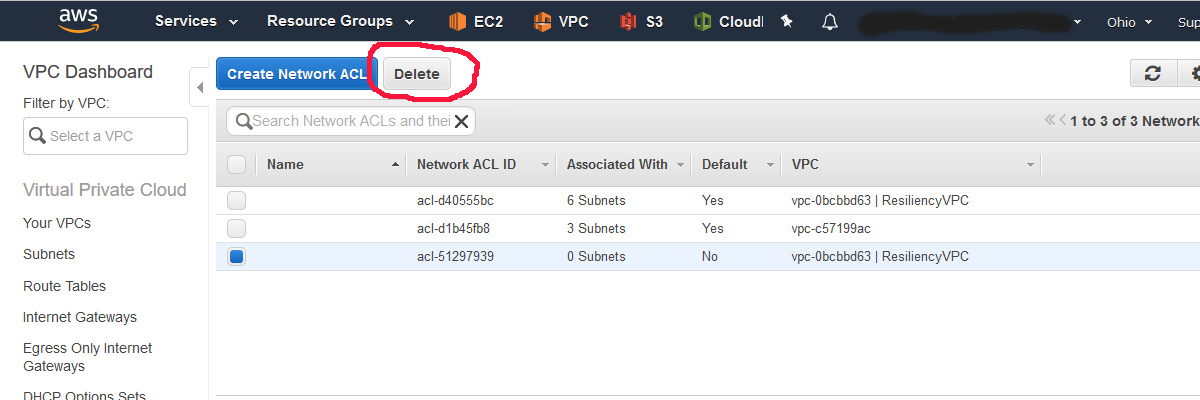 aws Services Resource Groups EC2 VPC S3 Cloud Ohio Sup
VPC Dashboard
Filter by VPC:
Select a VPC
Virtual Private Cloud
Your VPCs
Subnets
Route Tables
Internet Gateways
Egress Only Internet
Gateways
DHCP Options Sets
Create Network ACL Delete
Search Network ACLs and thei
1 to 3 of 3 Network
Name Network ACL ID Associated With Default VPC
acl-d40555bc 6 Subnets Yes vpc-0bcbbd63 | ResiliencyVPC
acl-d1b45fb8 3 Subnets Yes vpc-c57199ac
acl-51297939 0 Subnets No vpc-0bcbbd63 | ResiliencyVPC